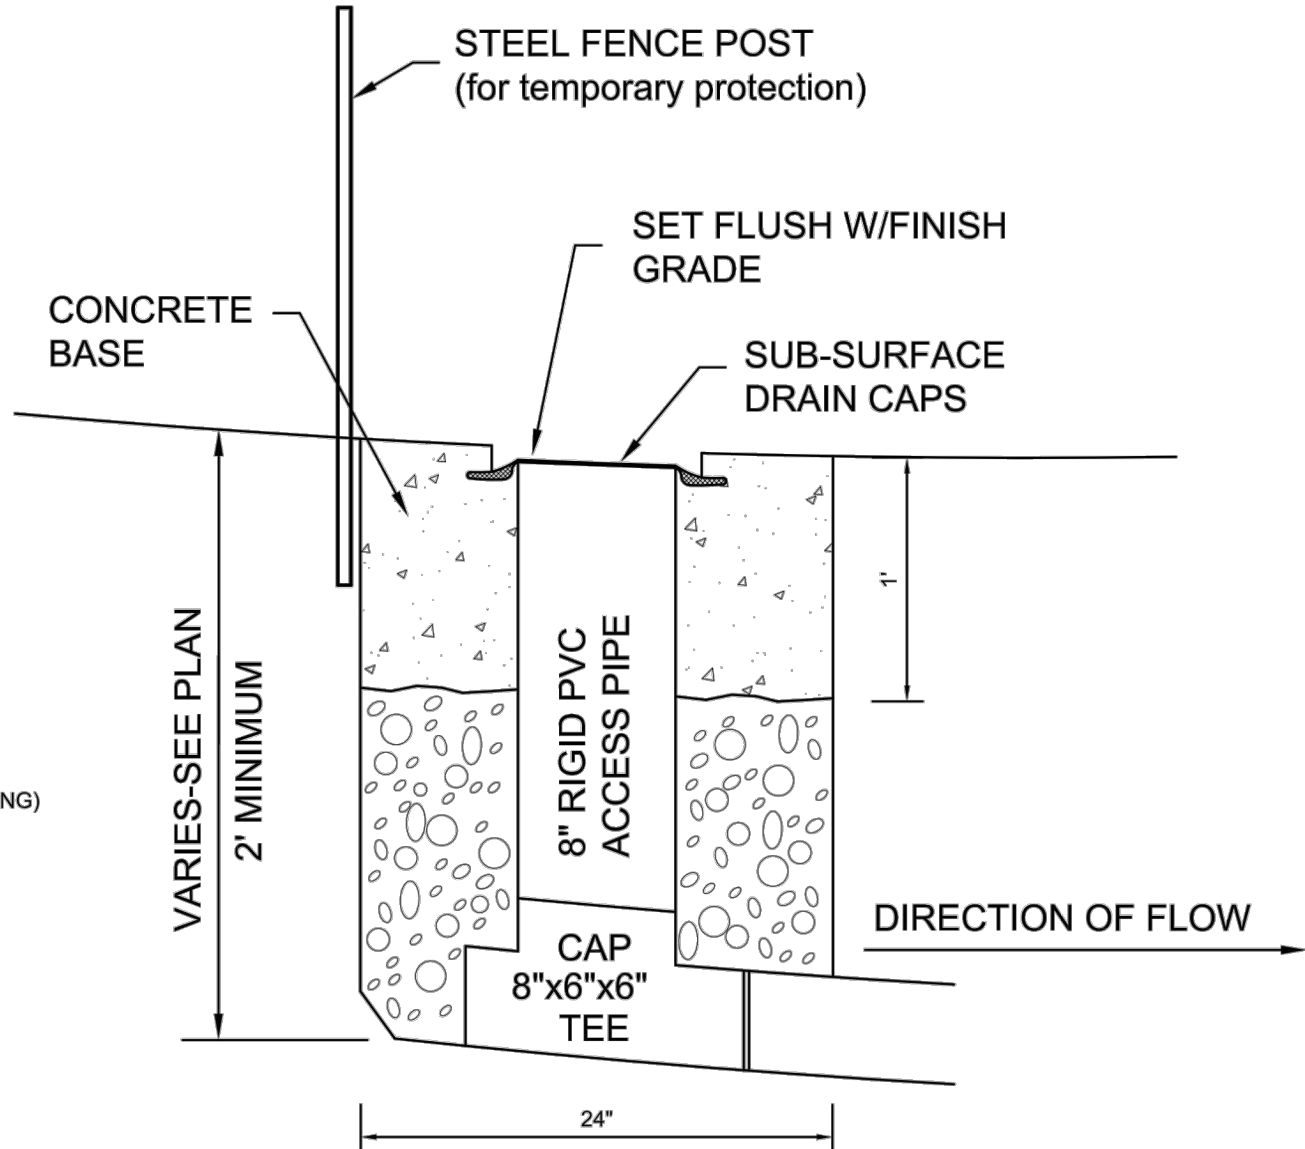 STEEL FENCE POST
(for temporary protection)
SET FLUSH W/FINISH
GRADE
CONCRETE
BASE
SUB-SURFACE
DRAIN CAPS
1'
VARIES-SEE PLAN
2' MINIMUM
8" RIGID PVC
ACCESS PIPE
NG)
DIRECTION OF FLOW
CAP
8"x6"x6"
TEE
24"